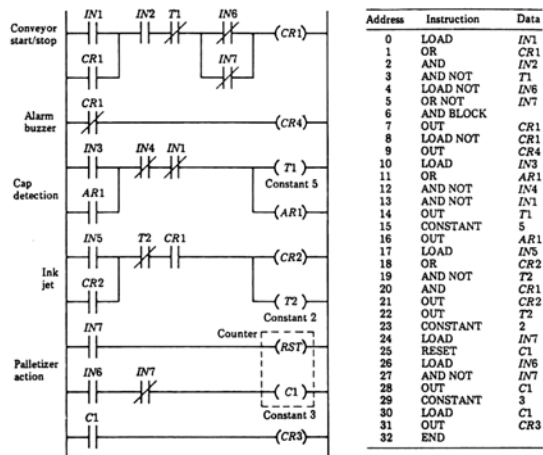 IN1 IN2 T1 IN6
Conveyor
start/stop
(CR1)
CR1 IN7
CR1
Alarm
buzzer
(CR4)
IN3 IN4 IN1
(T1)
Constant 5
Cap
detection
AR1
(AR1)
IN5 T2 CR1
(CR2)
Ink
jet
CR2
(T2)
Constant 2
IN7
Counter
(RST)
Palletizer
action
IN6 IN7
(C1)
Constant 3
C1
(CR3)
Address Instruction Data
0 LOAD IN1
1 OR CR1
2 AND IN2
3 AND NOT T1
4 LOAD NOT IN6
5 OR NOT IN7
6 AND BLOCK
7 OUT CR1
8 LOAD NOT CR1
9 OUT CR4
10 LOAD IN3
11 OR AR1
12 AND NOT IN4
13 AND NOT IN1
14 OUT T1
15 CONSTANT 5
16 OUT AR1
17 LOAD IN5
18 OR CR2
19 AND NOT T2
20 AND CR1
21 OUT CR2
22 OUT T2
23 CONSTANT 2
24 LOAD IN7
25 RESET C1
26 LOAD IN6
27 AND NOT IN7
28 OUT C1
29 CONSTANT 3
30 LOAD C1
31 OUT CR3
32 END